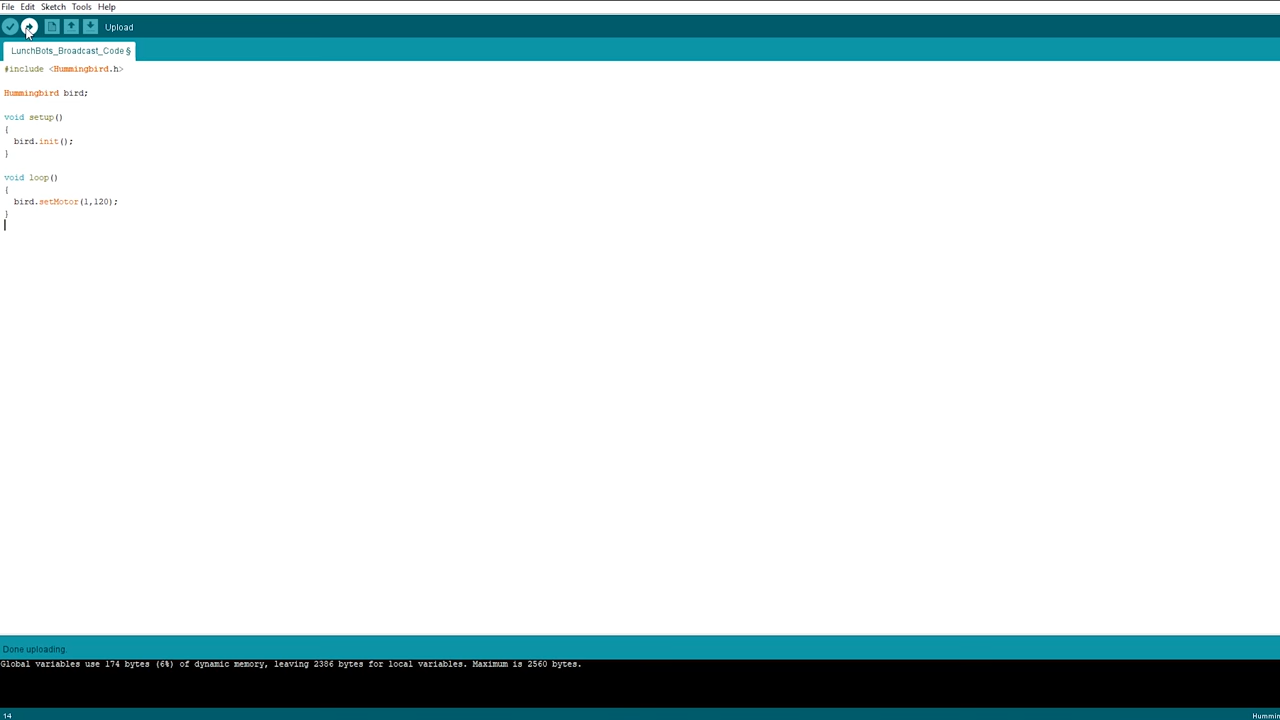 File Edit Sketch Tools Help
Upload
LunchBots_Broadcast_Code §
#include <Hummingbird.h>
Hummingbird bird;
void setup()
{
bird.init();
}
void loop()
{
bird.setMotor(1,120);
}
Done uploading.
Global variables use 174 bytes (6%) of dynamic memory, leaving 2386 bytes for local variables. Maximum is 2560 bytes.
14 Hummin